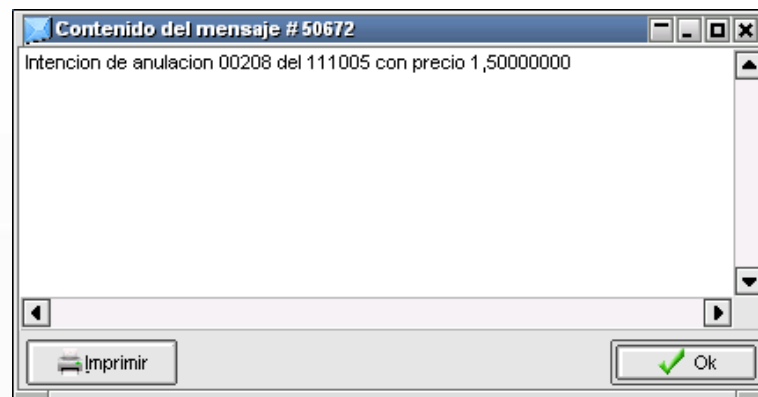 Contenido del mensaje # 50672
Intencion de anulacion 00208 del 111005 con precio 1,50000000
Imprimir
Ok